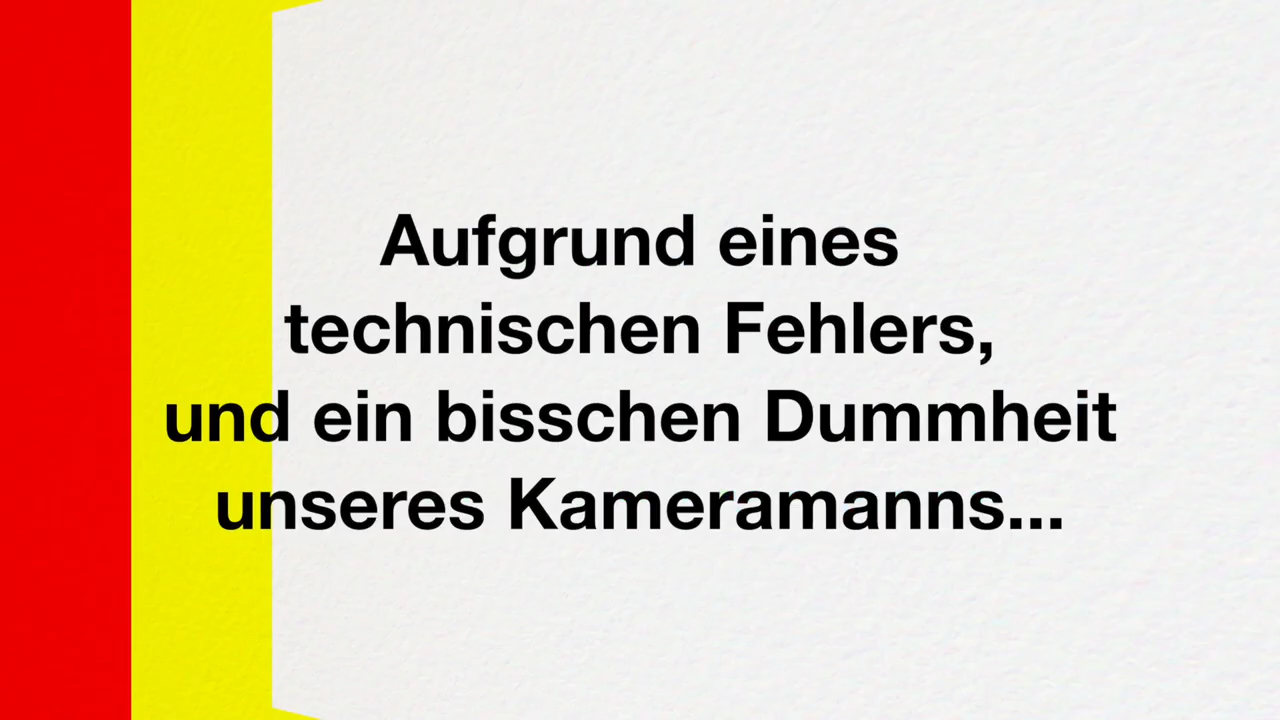 Aufgrund eines
technischen Fehlers,
und ein bisschen Dummheit
unseres Kameramanns...